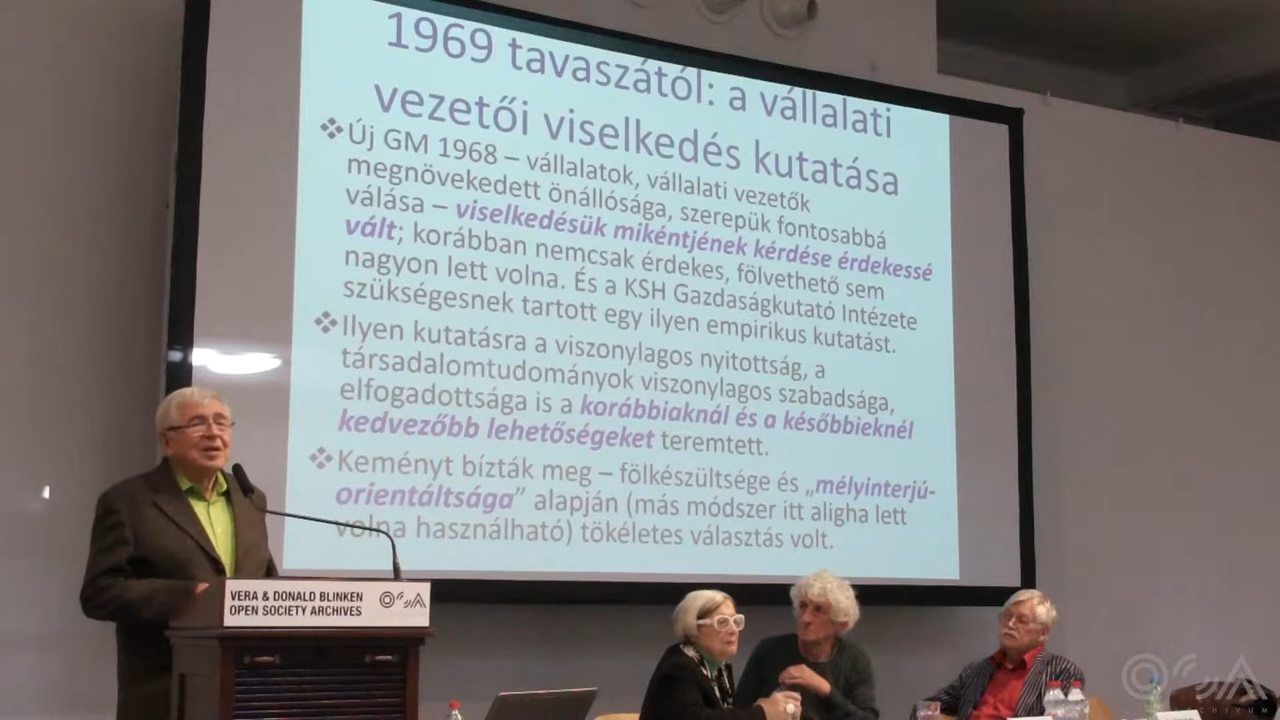 1969 tavaszától: a vállalati
vezetői viselkedés kutatása
❖Új GM 1968 – vállalatok, vállalati vezetők
megnövekedett önállósága, szerepük fontosabbá
válása – viselkedésük mikéntjének kérdése érdekessé
vált; korábban nemcsak érdekes, fölvethető sem
nagyon lett volna. És a KSH Gazdaságkutató Intézete
szükségesnek tartott egy ilyen empirikus kutatást.
❖Ilyen kutatásra a viszonylagos nyitottság, a
társadalomtudományok viszonylagos szabadsága,
elfogadottsága is a korábbiaknál és a későbbieknél
kedvezőbb lehetőségeket teremtett.
❖Keményt bízták meg – fölkészültsége és „mélyinterjú-
orientáltsága” alapján (más módszer itt aligha lett
volna használható) tökéletes választás volt.
VERA & DONALD BLINKEN
OPEN SOCIETY ARCHIVES
ARCHIVUM